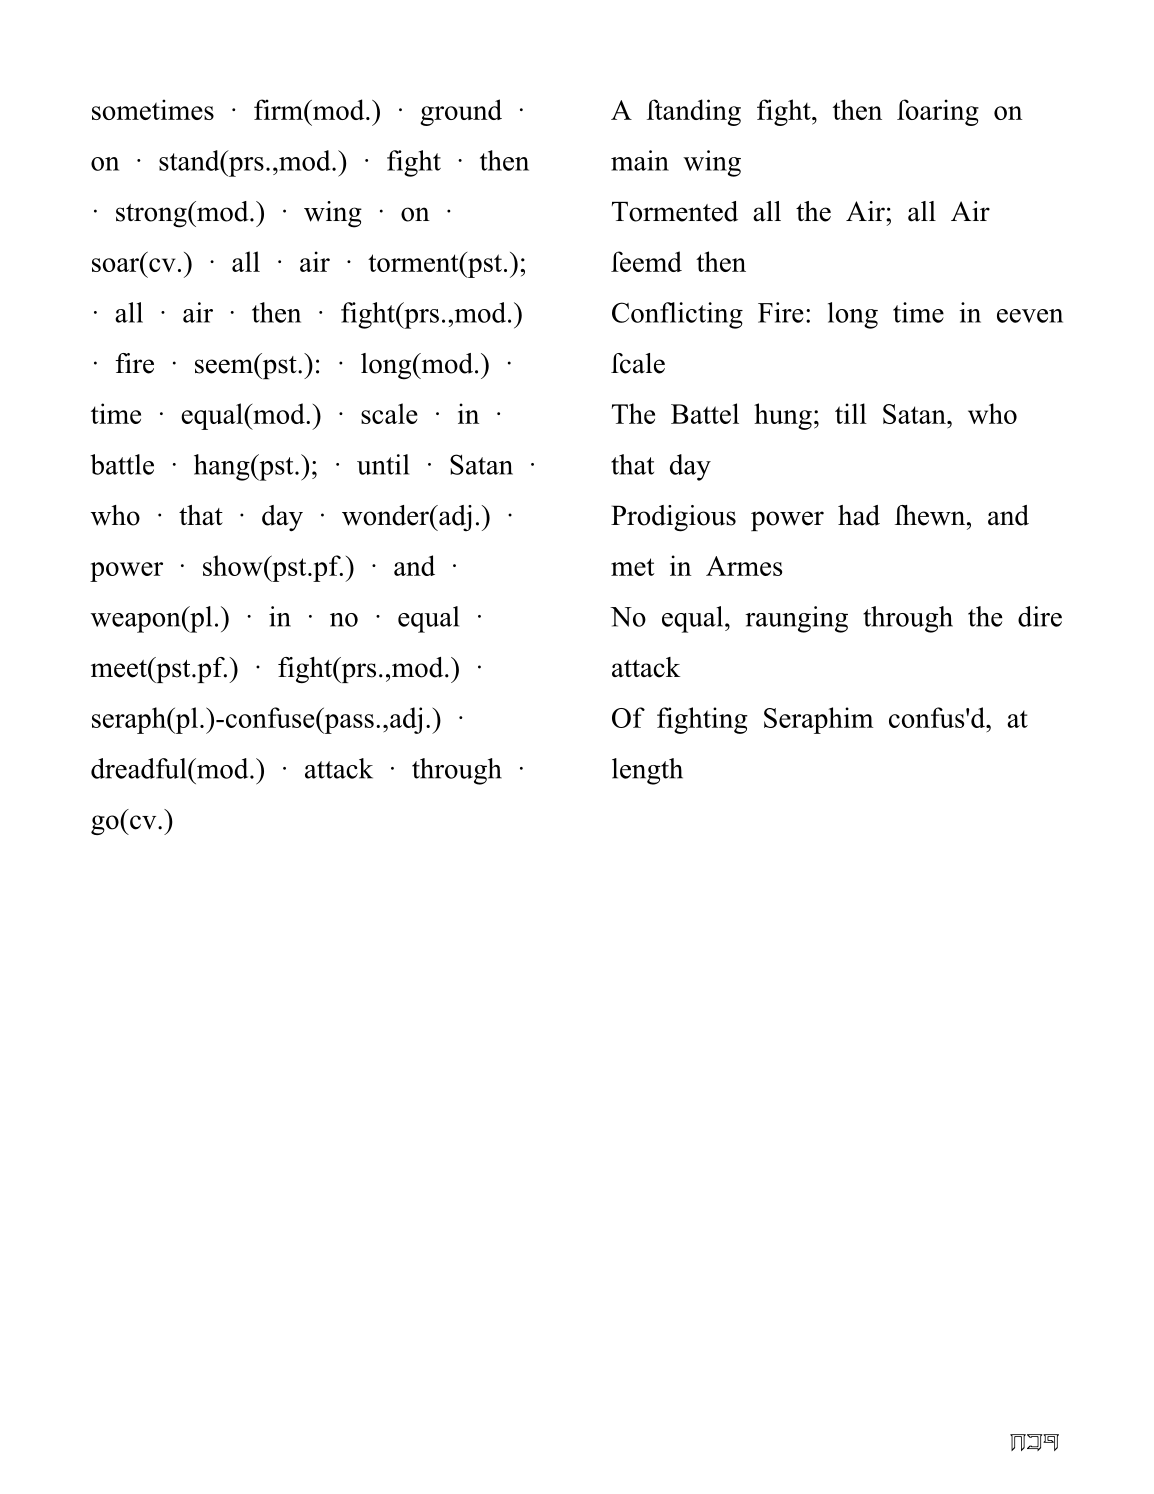 sometimes · firm(mod.) · ground ·
on · stand(prs.,mod.) · fight · then
· strong(mod.) · wing · on ·
soar(cv.) · all · air · torment(pst.);
· all · air · then · fight(prs.,mod.)
· fire · seem(pst.): · long(mod.) ·
time · equal(mod.) · scale · in ·
battle · hang(pst.); · until · Satan ·
who · that · day · wonder(adj.) ·
power · show(pst.pf.) · and ·
weapon(pl.) · in · no · equal ·
meet(pst.pf.) · fight(prs.,mod.) ·
seraph(pl.)-confuse(pass.,adj.) ·
dreadful(mod.) · attack · through ·
go(cv.)
A ſtanding fight, then ſoaring on
main wing
Tormented all the Air; all Air
ſeemd then
Conflicting Fire: long time in eeven
ſcale
The Battel hung; till Satan, who
that day
Prodigious power had ſhewn, and
met in Armes
No equal, raunging through the dire
attack
Of fighting Seraphim confus'd, at
length